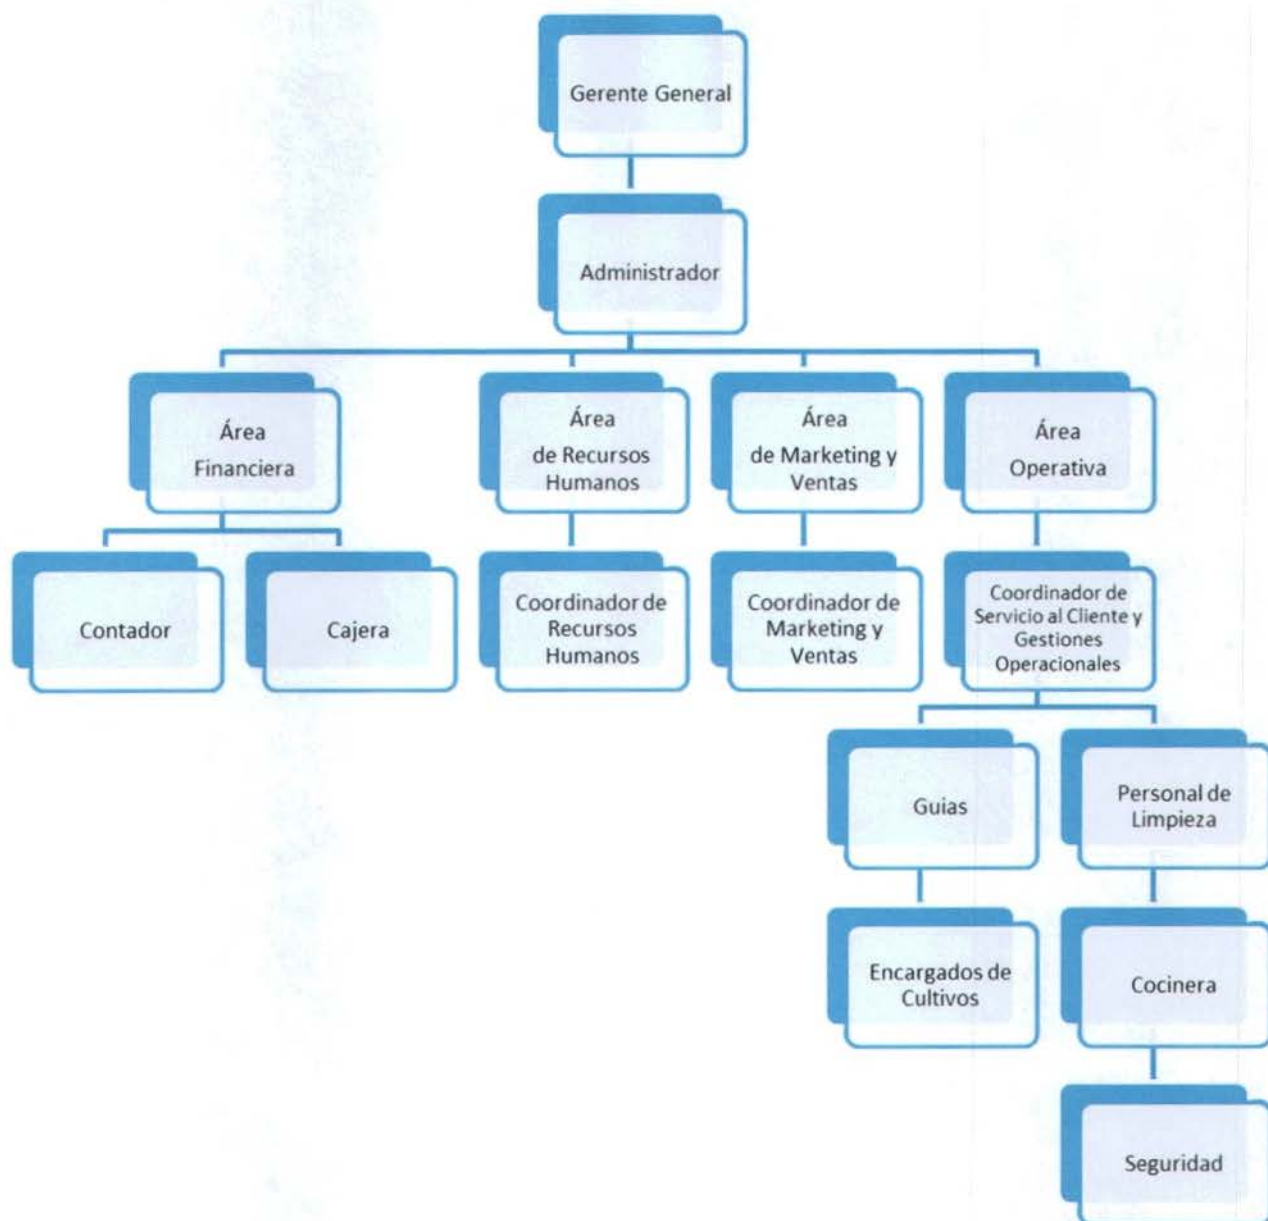 Gerente General
Administrador
Área
Financiera
Área
de Recursos
Humanos
Área
de Marketing y
Ventas
Área
Operativa
Contador
Cajera
Coordinador de
Recursos
Humanos
Coordinador de
Marketing y
Ventas
Coordinador de
Servicio al Cliente y
Gestiones
Operacionales
Guias
Personal de
Limpieza
Encargados de
Cultivos
Cocinera
Seguridad